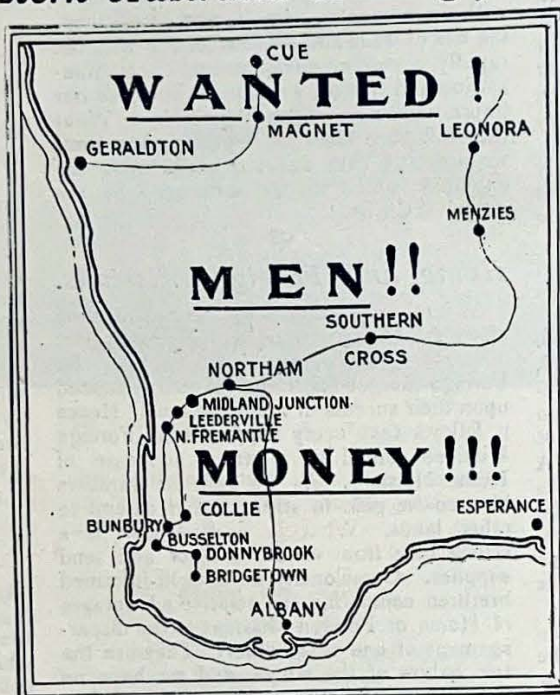 CUE
WANTED !
MAGNET
LEONORA
GERALDTON
MENZIES
MEN!!
SOUTHERN
CROSS
NORTHAM
MIDLAND JUNCTION
LEEDERVILLE
N. FREMANTLE
MONEY!!!
COLLIE
ESPERANCE
BUNBURY
BUSSELTON
DONNYBROOK
BRIDGETOWN
ALBANY